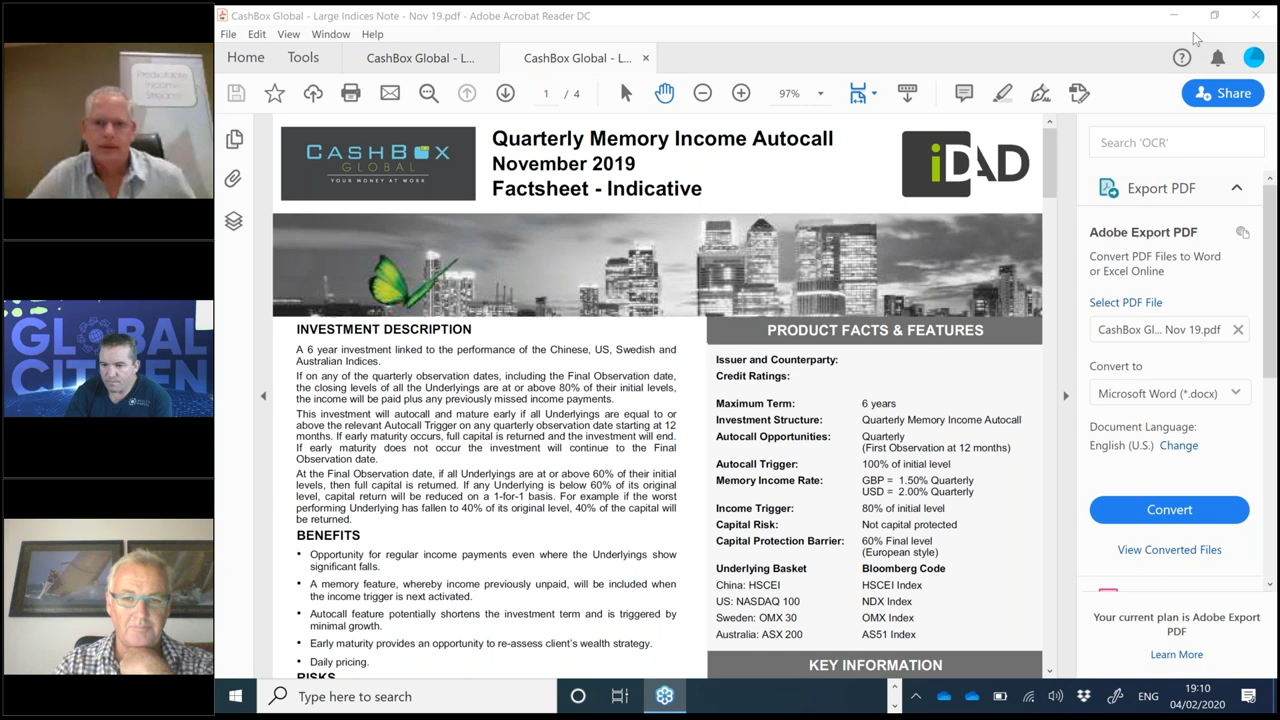 CashBox Global - Large Indices Note - Nov 19.pdf - Adobe Acrobat Reader DC
File Edit View Window Help
Home Tools CashBox Global - L... CashBox Global - L... ×
1 / 4 97% Share
Predictable
Income
Streams
GLOBAL
CITIZEN
CASHBOX
GLOBAL
YOUR MONEY AT WORK
Quarterly Memory Income Autocall
November 2019
Factsheet - Indicative
iDAD
INVESTMENT DESCRIPTION
A 6 year investment linked to the performance of the Chinese, US, Swedish and
Australian Indices.
If on any of the quarterly observation dates, including the Final Observation date,
the closing levels of all the Underlyings are at or above 80% of their initial levels,
the income will be paid plus any previously missed income payments.
This investment will autocall and mature early if all Underlyings are equal to or
above the relevant Autocall Trigger on any quarterly observation date starting at 12
months. If early maturity occurs, full capital is returned and the investment will end.
If early maturity does not occur the investment will continue to the Final
Observation date.
At the Final Observation date, if all Underlyings are at or above 60% of their initial
levels, then full capital is returned. If any Underlying is below 60% of its original
level, capital return will be reduced on a 1-for-1 basis. For example if the worst
performing Underlying has fallen to 40% of its original level, 40% of the capital will
be returned.
BENEFITS
• Opportunity for regular income payments even where the Underlyings show
significant falls.
• A memory feature, whereby income previously unpaid, will be included when
the income trigger is next activated.
• Autocall feature potentially shortens the investment term and is triggered by
minimal growth.
• Early maturity provides an opportunity to re-assess client's wealth strategy.
• Daily pricing.
RISKS
PRODUCT FACTS & FEATURES
Issuer and Counterparty:
Credit Ratings:
Maximum Term: 6 years
Investment Structure: Quarterly Memory Income Autocall
Autocall Opportunities: Quarterly
(First Observation at 12 months)
Autocall Trigger: 100% of initial level
Memory Income Rate: GBP = 1.50% Quarterly
USD = 2.00% Quarterly
Income Trigger: 80% of initial level
Capital Risk: Not capital protected
Capital Protection Barrier: 60% Final level
(European style)
Underlying Basket Bloomberg Code
China: HSCEI HSCEI Index
US: NASDAQ 100 NDX Index
Sweden: OMX 30 OMX Index
Australia: ASX 200 AS51 Index
KEY INFORMATION
Search 'OCR'
Export PDF
Adobe Export PDF
Convert PDF Files to Word
or Excel Online
Select PDF File
CashBox Gl... Nov 19.pdf
Convert to
Microsoft Word (*.docx)
Document Language:
English (U.S.) Change
Convert
View Converted Files
Your current plan is Adobe Export
PDF
Learn More
Type here to search
ENG
19:10
04/02/2020